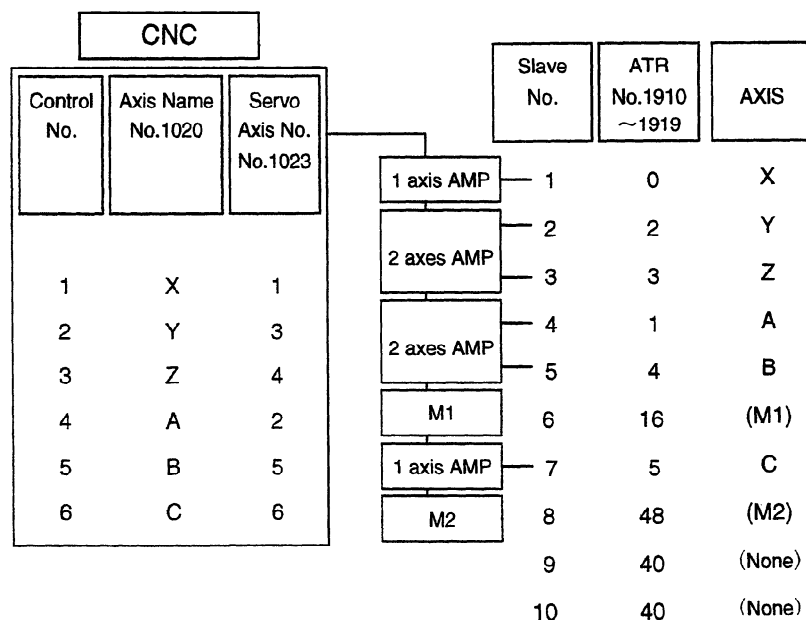 CNC
Control No.
Axis Name No.1020
Servo Axis No. No.1023
1 X 1
2 Y 3
3 Z 4
4 A 2
5 B 5
6 C 6
Slave No.
ATR No.1910 ~1919
AXIS
1 axis AMP 1 0 X
2 axes AMP
2 2 Y
3 3 Z
2 axes AMP
4 1 A
5 4 B
M1 6 16 (M1)
1 axis AMP 7 5 C
M2 8 48 (M2)
9 40 (None)
10 40 (None)